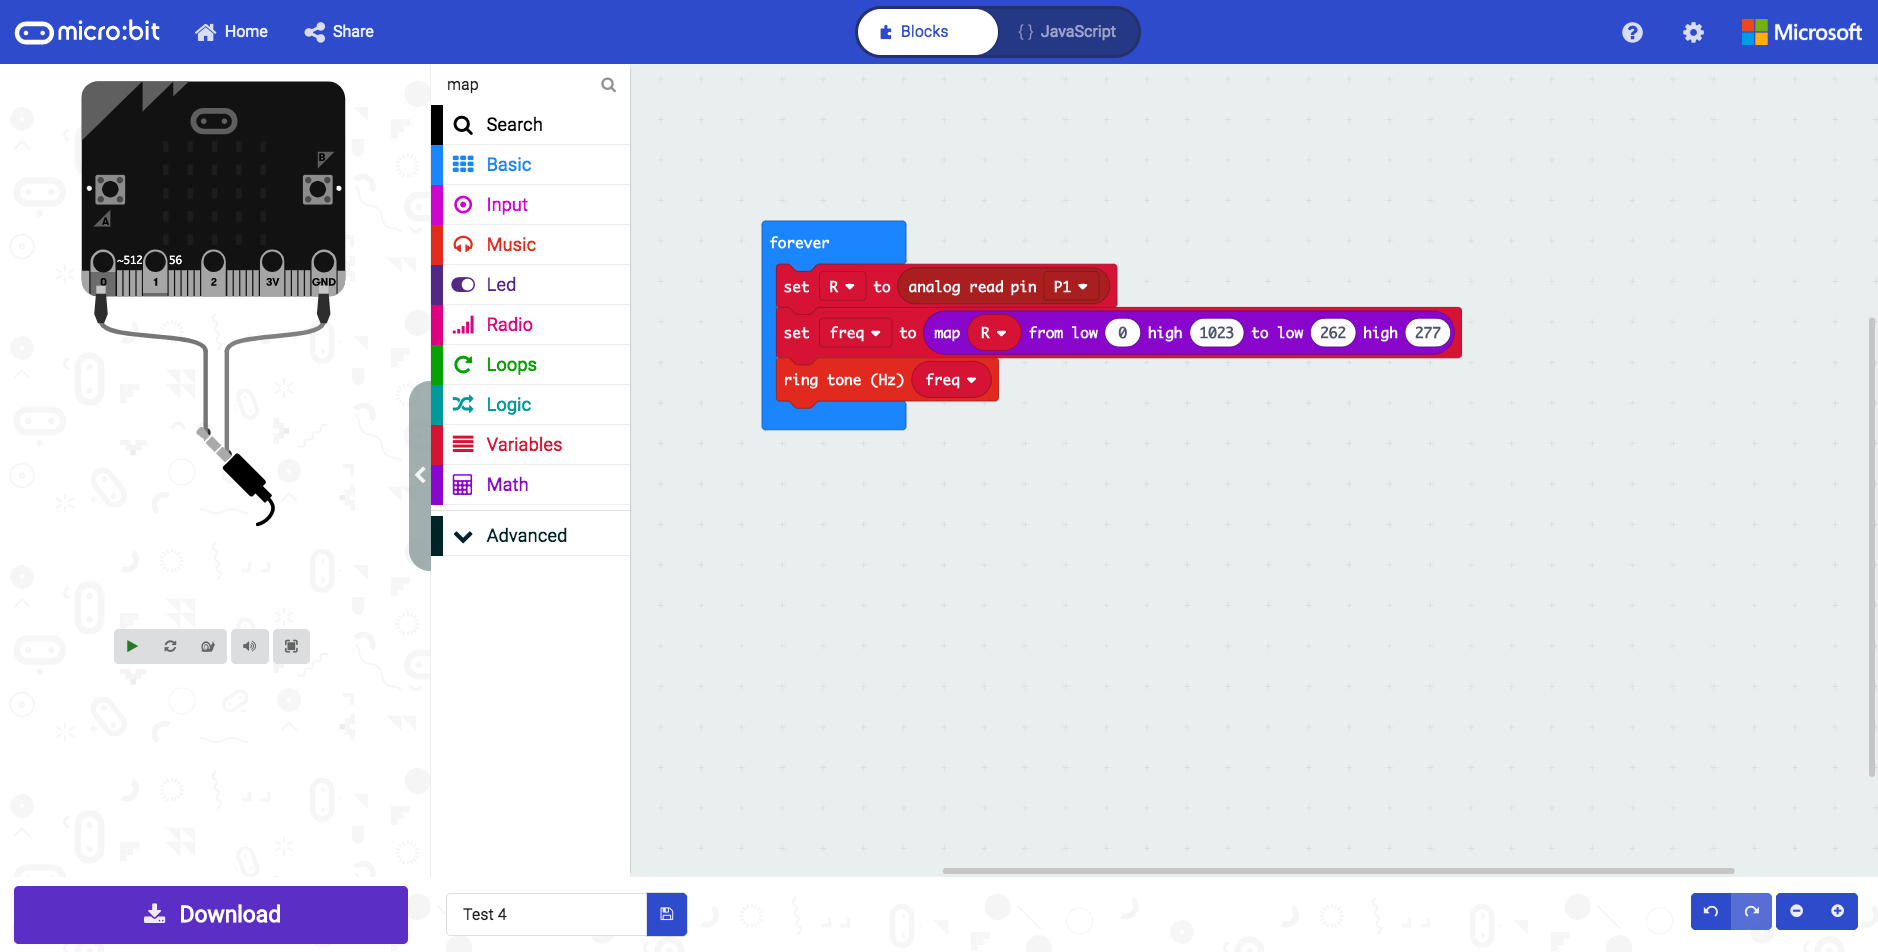 micro:bit Home Share Blocks {} JavaScript ? Microsoft
map
Search
Basic
Input
Music
Led
Radio
Loops
Logic
Variables
Math
Advanced
B
A
~512 56
0 1 2 3V GND
forever
set R to analog read pin P1
set freq to map R from low 0 high 1023 to low 262 high 277
ring tone (Hz) freq
Download
Test 4